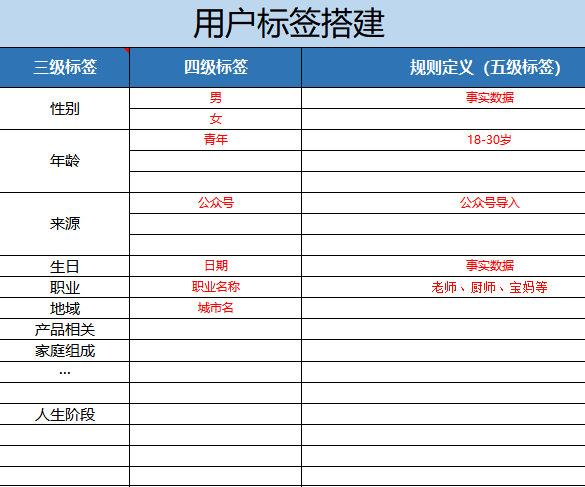 用户标签搭建
三级标签 四级标签 规则定义（五级标签）
性别 男 事实数据
女
年龄 青年 18-30岁
来源 公众号 公众号导入
生日 日期 事实数据
职业 职业名称 老师、厨师、宝妈等
地域 城市名
产品相关
家庭组成
...
人生阶段